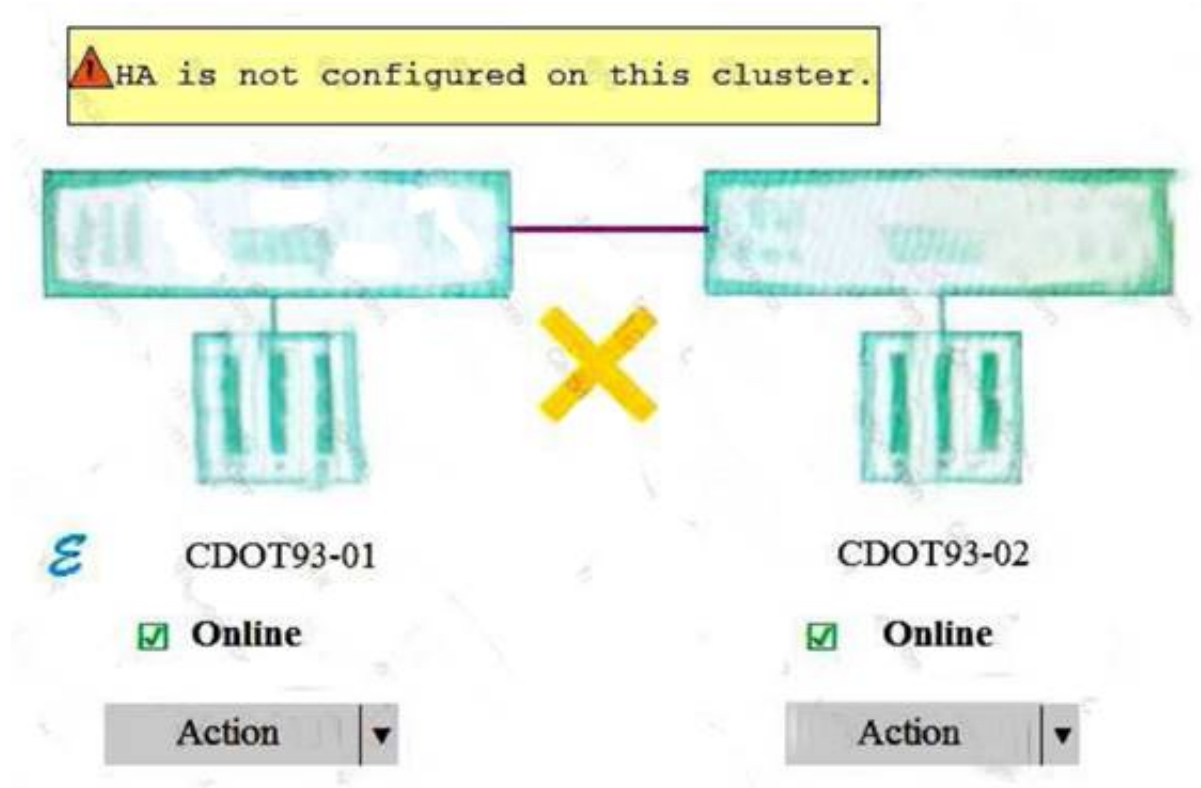 HA is not configured on this cluster.
ℰ CDOT93-01 CDOT93-02
Online Online
Action Action